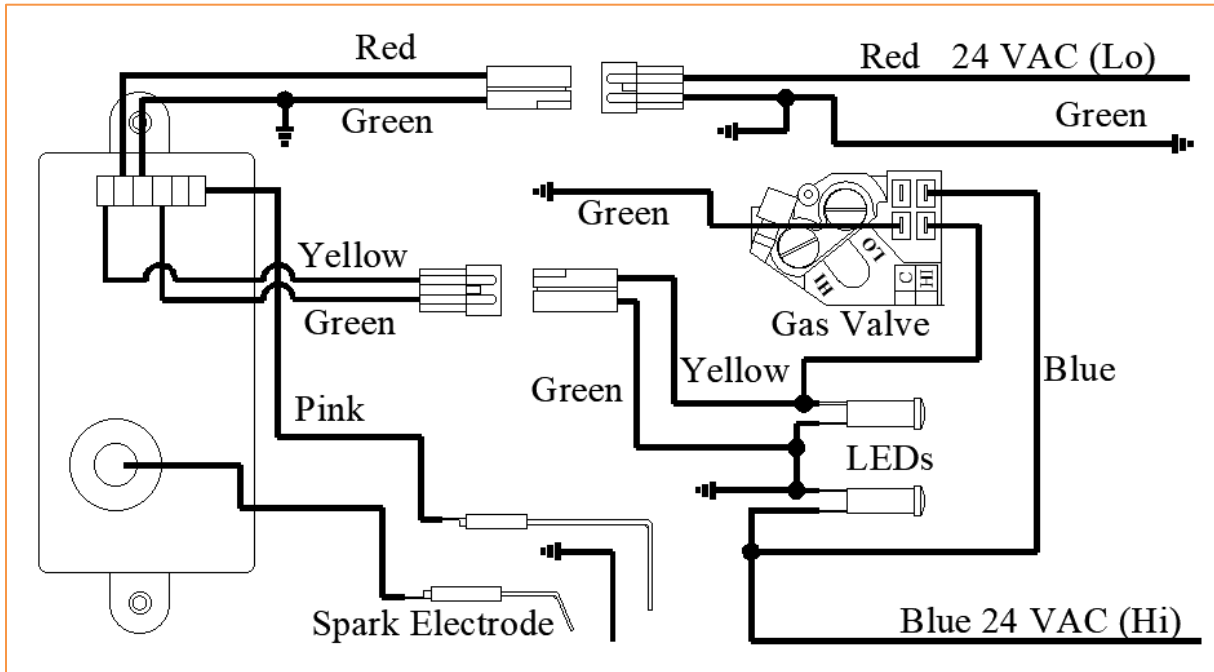 Red
Red 24 VAC (Lo)
Green
Green
Green
LO
HI
C
HI
Yellow
Gas Valve
Green
Yellow
Blue
Green
Pink
LEDs
Spark Electrode
Blue 24 VAC (Hi)